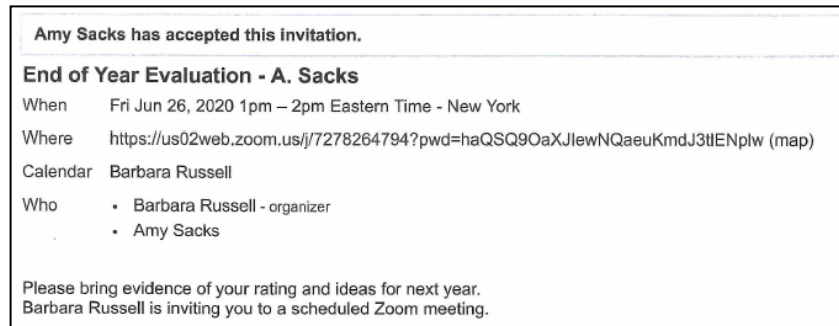 Amy Sacks has accepted this invitation.
End of Year Evaluation - A. Sacks
When Fri Jun 26, 2020 1pm – 2pm Eastern Time - New York
Where https://us02web.zoom.us/j/7278264794?pwd=haQSQ9OaXJIewNQaeuKmdJ3tlENplw (map)
Calendar Barbara Russell
Who • Barbara Russell - organizer
• Amy Sacks
Please bring evidence of your rating and ideas for next year.
Barbara Russell is inviting you to a scheduled Zoom meeting.